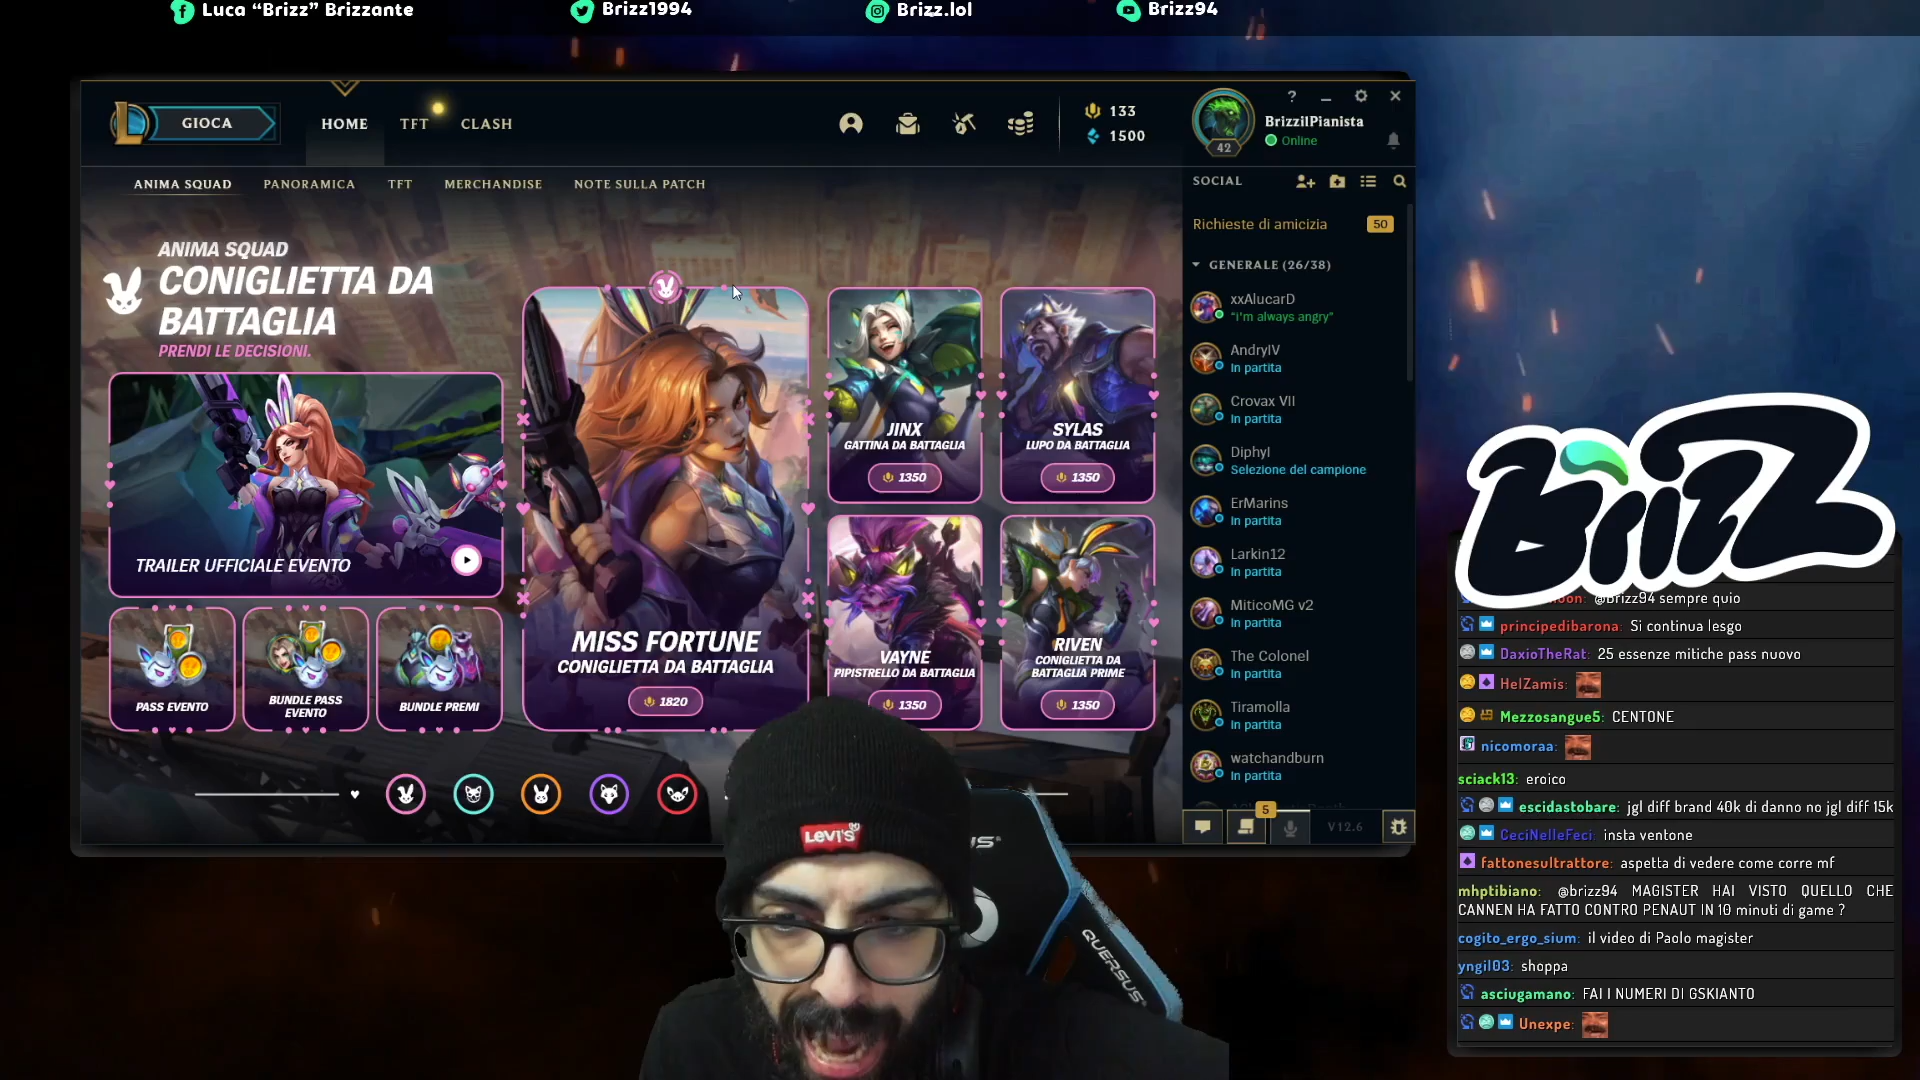 Luca “Brizz” Brizzante
Brizz1994
Brizz.lol
Brizz94
GIOCA
HOME
TFT
CLASH
133
1500
42
BrizzilPianista
Online
ANIMA SQUAD
PANORAMICA
TFT
MERCHANDISE
NOTE SULLA PATCH
SOCIAL
Richieste di amicizia
50
GENERALE (26/38)
xxAlucarD
"i'm always angry"
AndryIV
In partita
Crovax VII
In partita
Diphyl
Selezione del campione
ErMarins
In partita
Larkin12
In partita
MiticoMG v2
In partita
The Colonel
In partita
Tiramolla
In partita
watchandburn
In partita
5
V12.6
ANIMA SQUAD
CONIGLIETTA DA
BATTAGLIA
PRENDI LE DECISIONI.
TRAILER UFFICIALE EVENTO
PASS EVENTO
BUNDLE PASS
EVENTO
BUNDLE PREMI
MISS FORTUNE
CONIGLIETTA DA BATTAGLIA
1820
JINX
GATTINA DA BATTAGLIA
1350
SYLAS
LUPO DA BATTAGLIA
1350
VAYNE
PIPISTRELLO DA BATTAGLIA
1350
RIVEN
CONIGLIETTA DA
BATTAGLIA PRIME
1350
Levi's
QUERSUS
BriZZ
@Brizz94 sempre quio
principedibarona: Si continua lesgo
DaxioTheRat: 25 essenze mitiche pass nuovo
HelZamis:
Mezzosangue5: CENTONE
nicomoraa:
sciack13: eroico
escidastobare: jgl diff brand 40k di danno no jgl diff 15k
CeciNelleFeci: insta ventone
fattonesultrattore: aspetta di vedere come corre mf
mhptibiano: @brizz94 MAGISTER HAI VISTO QUELLO CHE
CANNEN HA FATTO CONTRO PENAUT IN 10 minuti di game ?
cogito_ergo_sium: il video di Paolo magister
yngil03: shoppa
asciugamano: FAI I NUMERI DI GSKIANTO
Unexpe: